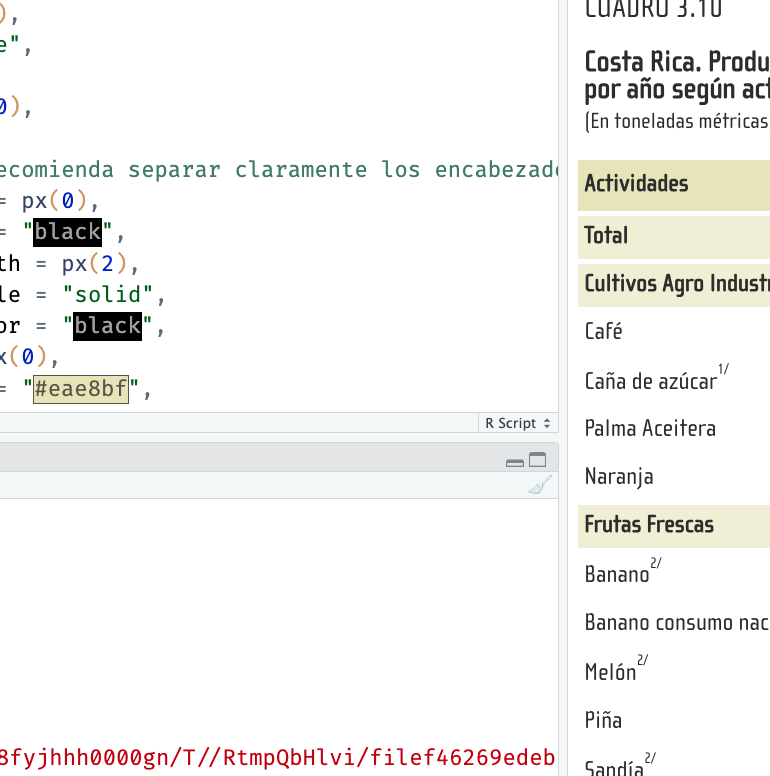 ),
e",
0),
ecomienda separar claramente los encabezad
= px(0),
= "black",
th = px(2),
le = "solid",
or = "black",
x(0),
= "#eae8bf",
R Script
8fyjhhh0000gn/T//RtmpQbHlvi/filef46269edeb
CUADRO 3.10
Costa Rica. Produ
por año según act
(En toneladas métricas
Actividades
Total
Cultivos Agro Industr
Café
Caña de azúcar 1/
Palma Aceitera
Naranja
Frutas Frescas
Banano 2/
Banano consumo nac
Melón 2/
Piña
Sandía 2/